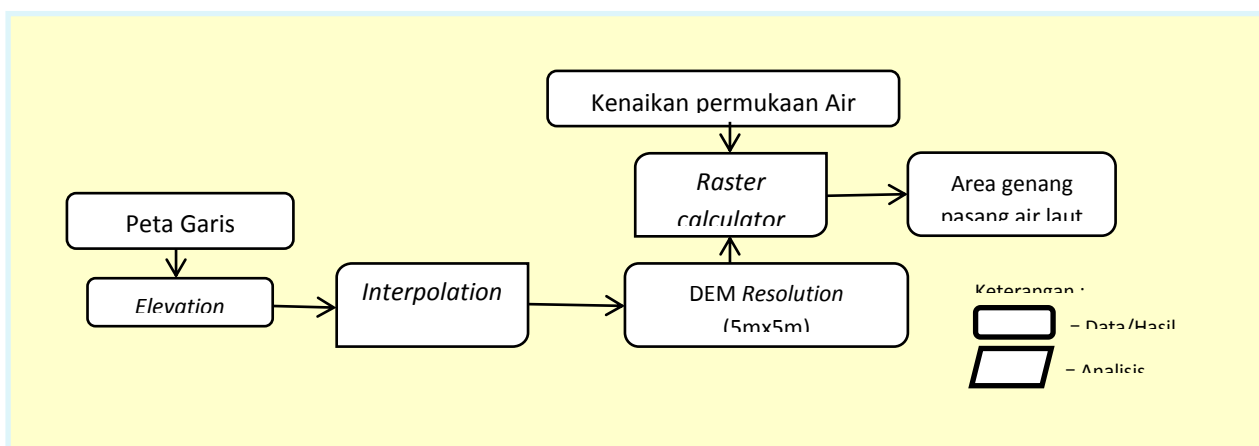 Kenaikan permukaan Air
Raster
calculator
Area genang
pasang air laut
Peta Garis
Elevation
Interpolation
DEM Resolution
(5mx5m)
Keterangan :
= Data/Hasil
= Analisis